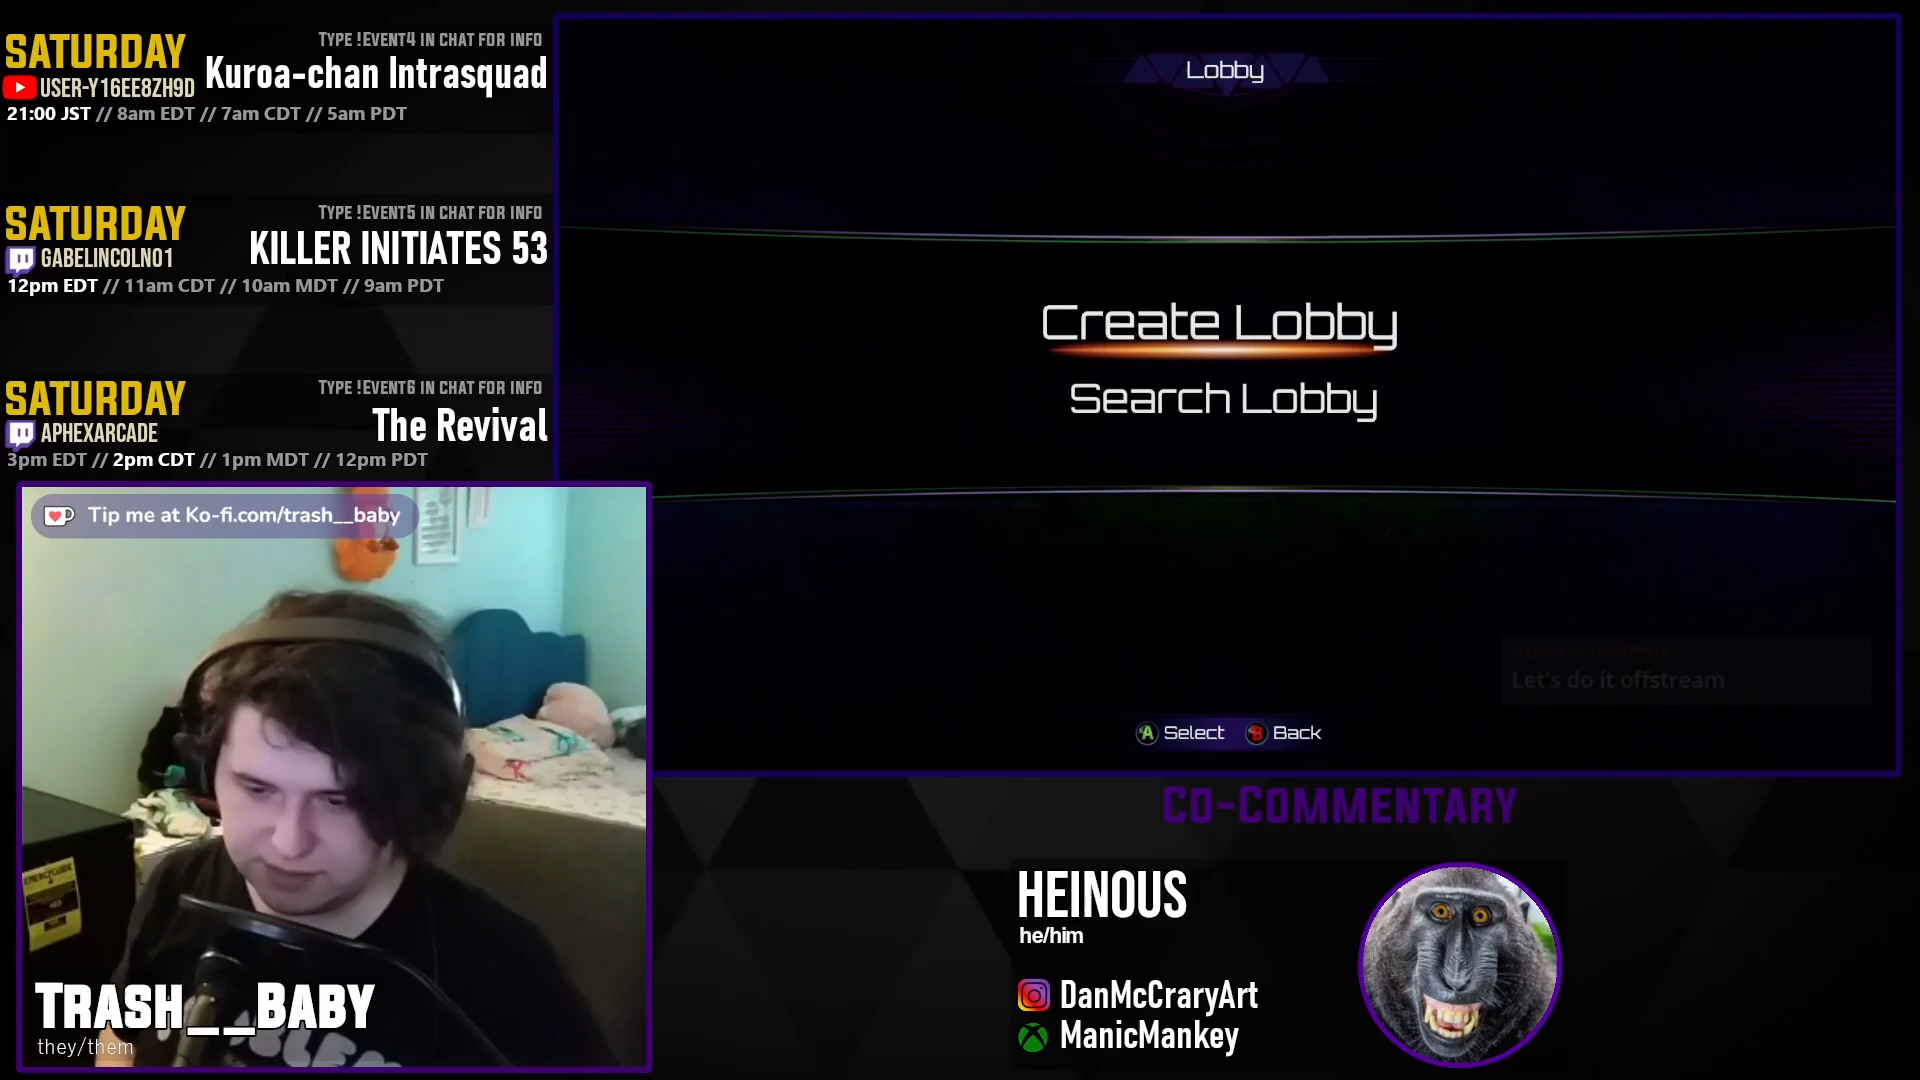 SATURDAY
TYPE !EVENT4 IN CHAT FOR INFO
USER-Y16EE8ZH9D
Kuroa-chan Intrasquad
21:00 JST // 8am EDT // 7am CDT // 5am PDT
SATURDAY
TYPE !EVENT5 IN CHAT FOR INFO
GABELINCOLN01
KILLER INITIATES 53
12pm EDT // 11am CDT // 10am MDT // 9am PDT
SATURDAY
TYPE !EVENT6 IN CHAT FOR INFO
APHEXARCADE
The Revival
3pm EDT // 2pm CDT // 1pm MDT // 12pm PDT
Tip me at Ko-fi.com/trash__baby
ENERGYGUIDE
TRASH__BABY
they/them
Lobby
Create Lobby
Search Lobby
Let's do it offstream
A Select B Back
CO-COMMENTARY
HEINOUS
he/him
DanMcCraryArt
ManicMankey